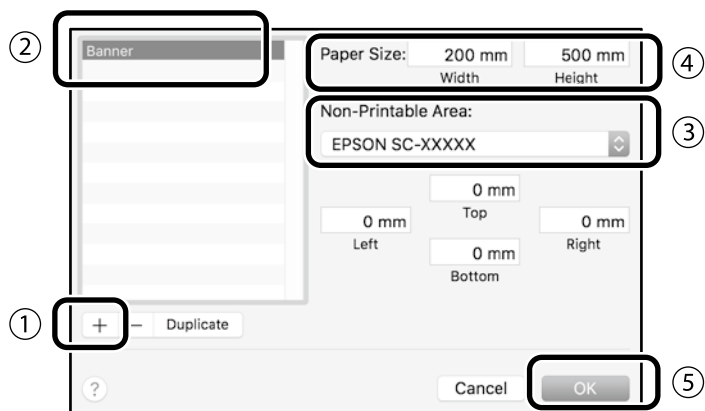 ②
Banner
Paper Size: 200 mm 500 mm
Width Height
④
Non-Printable Area:
EPSON SC-XXXXX
③
0 mm
Top
0 mm
Left
0 mm
Right
0 mm
Bottom
①
+ − Duplicate
?
Cancel OK
⑤